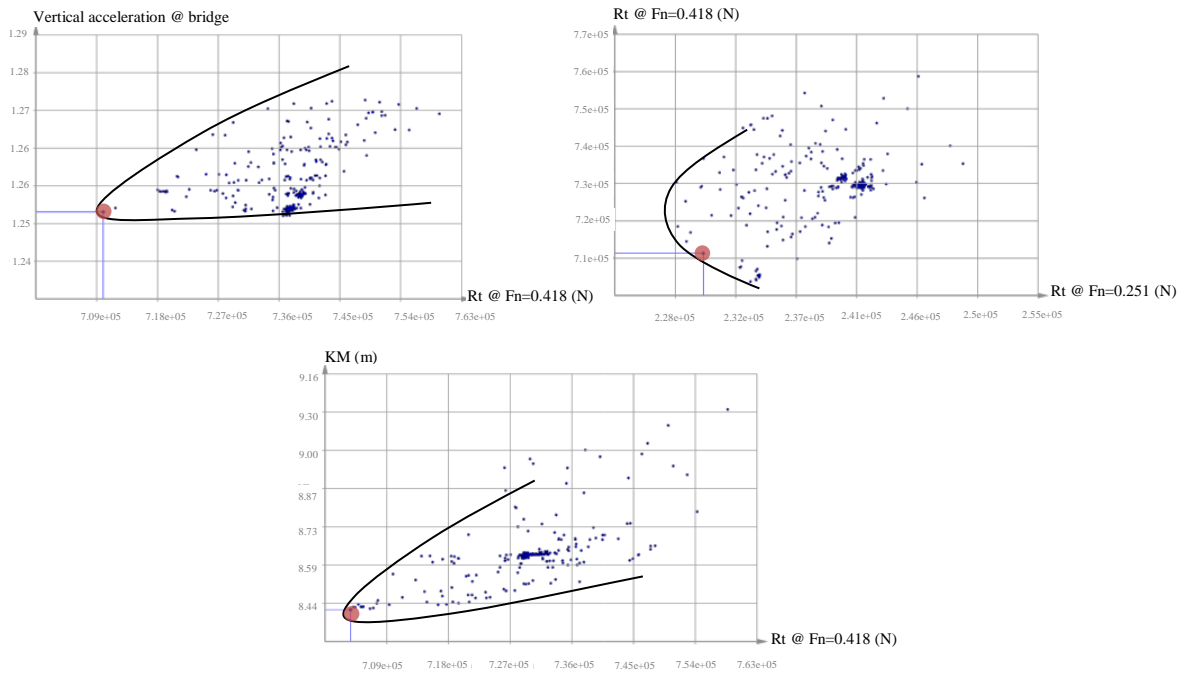 Vertical acceleration @ bridge
1.29
1.28
1.27
1.26
1.26
1.25
1.24
Rt @ Fn=0.418 (N)
7.09e+05 7.18e+05 7.27e+05 7.36e+05 7.45e+05 7.54e+05 7.63e+05
Rt @ Fn=0.418 (N)
7.7e+05
7.6e+05
7.5e+05
7.4e+05
7.3e+05
7.2e+05
7.1e+05
Rt @ Fn=0.251 (N)
2.28e+05 2.32e+05 2.37e+05 2.41e+05 2.46e+05 2.5e+05 2.55e+05
KM (m)
9.16
9.30
9.00
8.87
8.73
8.59
8.44
Rt @ Fn=0.418 (N)
7.09e+05 7.18e+05 7.27e+05 7.36e+05 7.45e+05 7.54e+05 7.63e+05